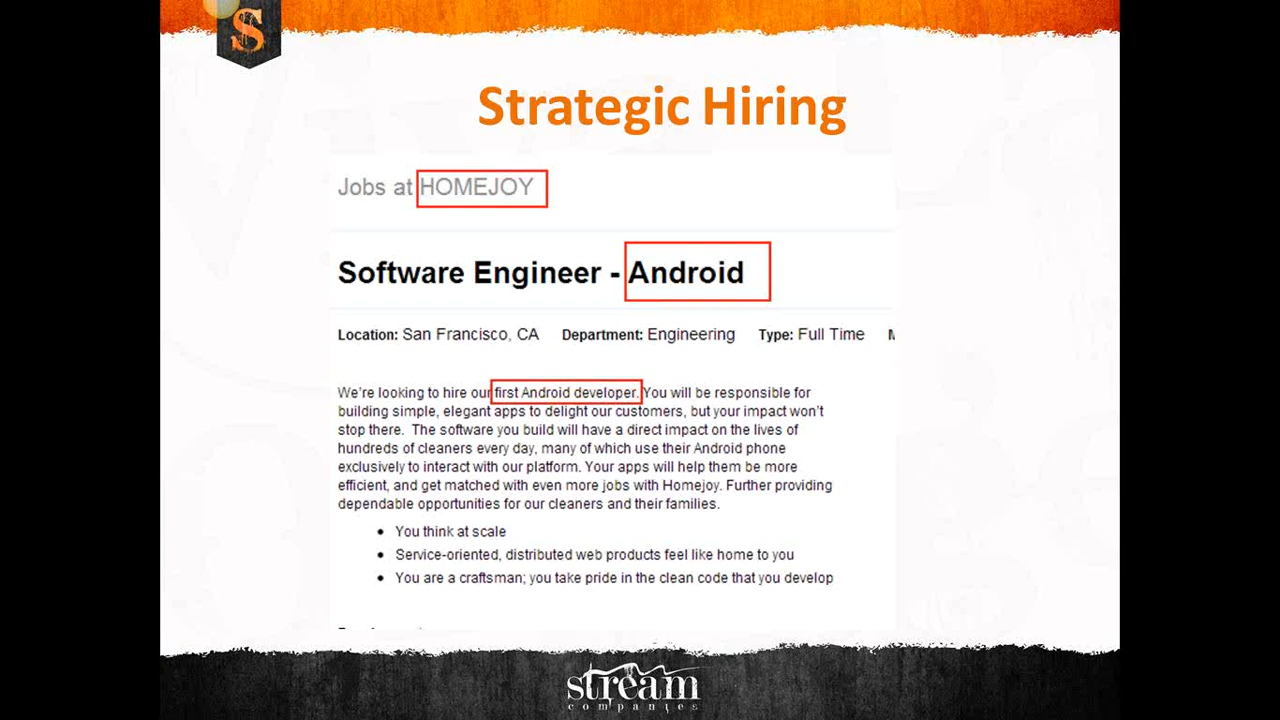 S
Strategic Hiring
Jobs at HOMEJOY
Software Engineer - Android
Location: San Francisco, CA Department: Engineering Type: Full Time
We're looking to hire our first Android developer. You will be responsible for
building simple, elegant apps to delight our customers, but your impact won't
stop there. The software you build will have a direct impact on the lives of
hundreds of cleaners every day, many of which use their Android phone
exclusively to interact with our platform. Your apps will help them be more
efficient, and get matched with even more jobs with Homejoy. Further providing
dependable opportunities for our cleaners and their families.
• You think at scale
• Service-oriented, distributed web products feel like home to you
• You are a craftsman; you take pride in the clean code that you develop
stream
companies